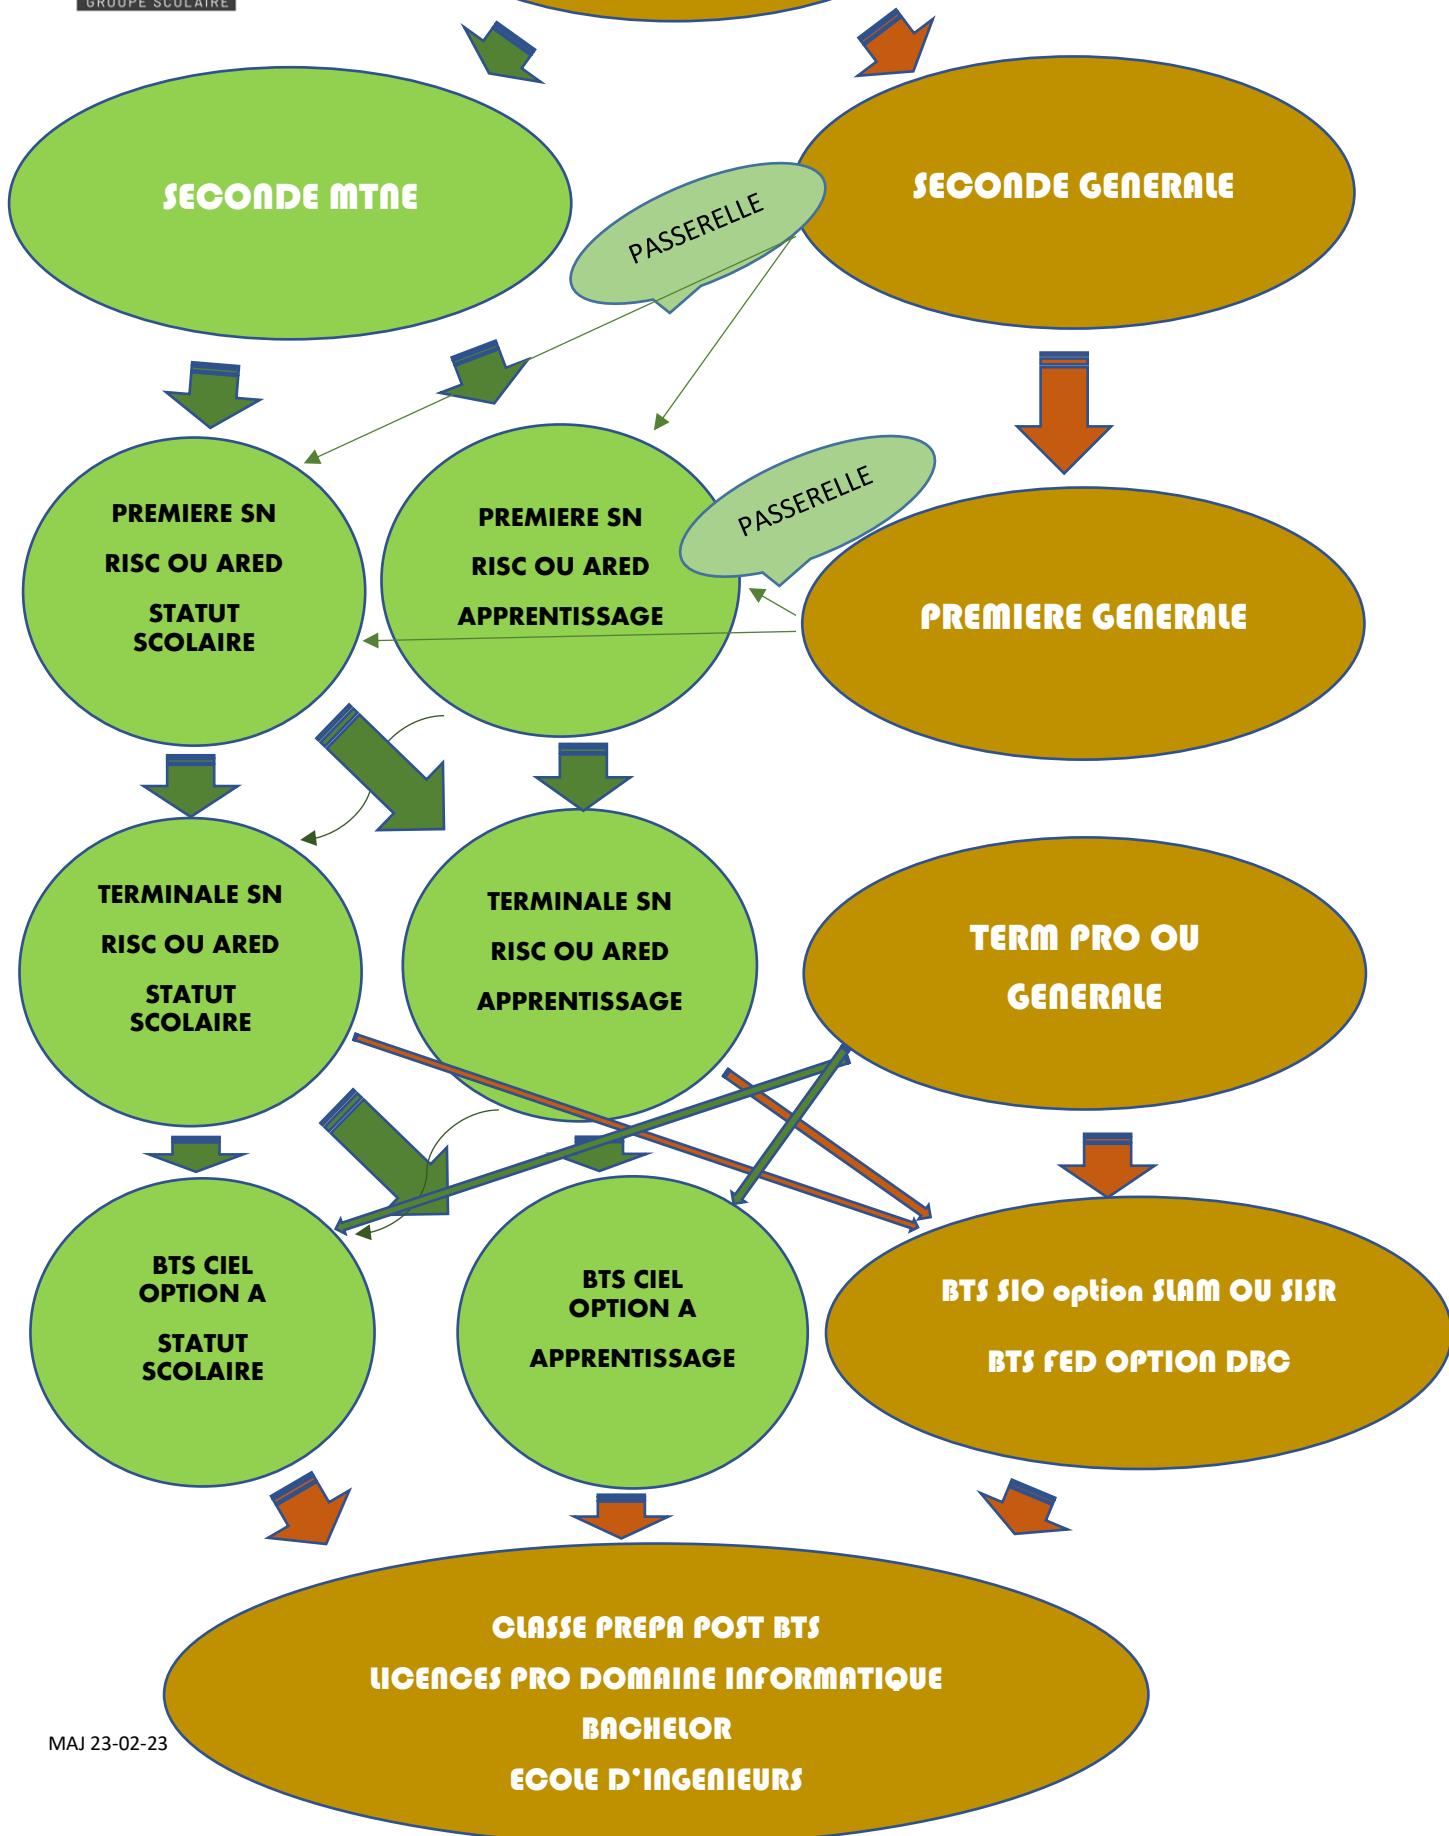 GROUPE SCOLAIRE
SECONDE MTNE
SECONDE GENERALE
PASSERELLE
PREMIERE SN
RISC OU ARED
STATUT
SCOLAIRE
PREMIERE SN
RISC OU ARED
APPRENTISSAGE
PASSERELLE
PREMIERE GENERALE
TERMINALE SN
RISC OU ARED
STATUT
SCOLAIRE
TERMINALE SN
RISC OU ARED
APPRENTISSAGE
TERM PRO OU
GENERALE
BTS CIEL
OPTION A
STATUT
SCOLAIRE
BTS CIEL
OPTION A
APPRENTISSAGE
BTS SIO option SLAM OU SISR
BTS FED OPTION DBC
CLASSE PREPA POST BTS
LICENCES PRO DOMAINE INFORMATIQUE
BACHELOR
ECOLE D'INGENIEURS
MAJ 23-02-23